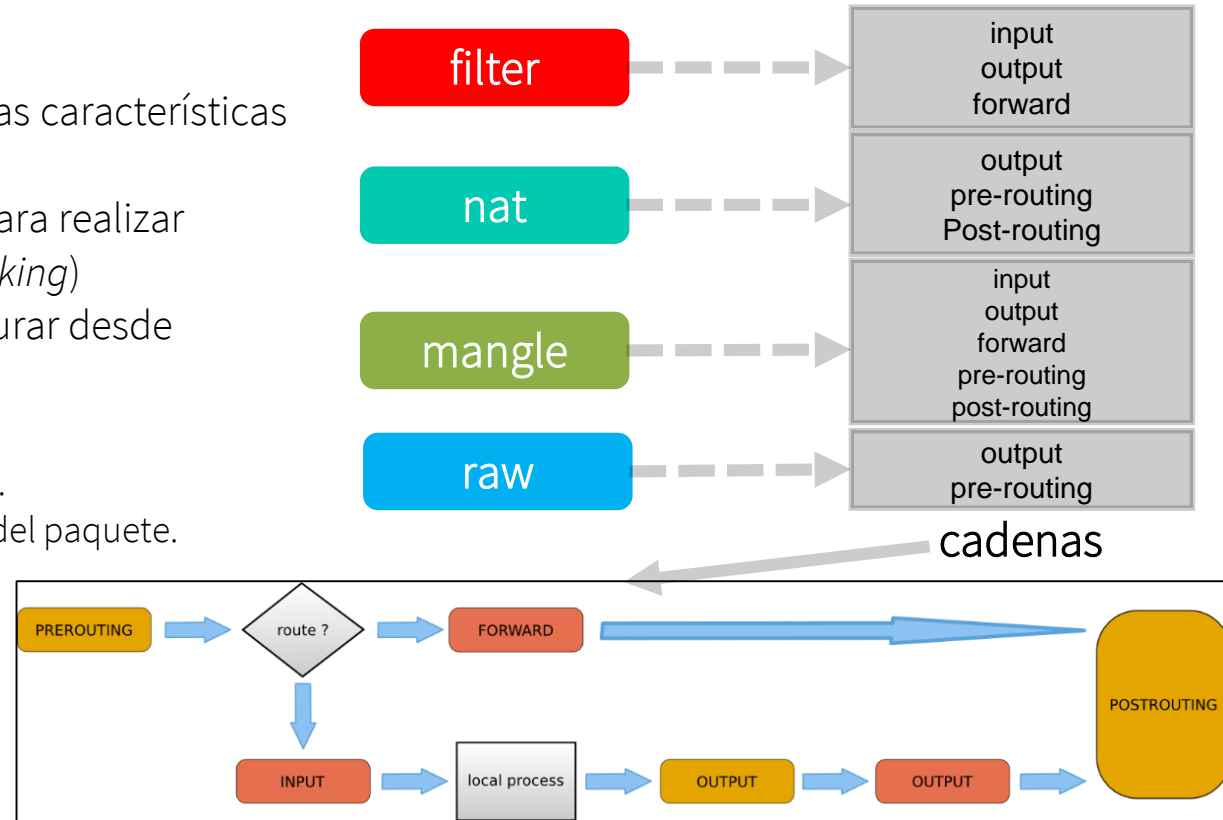 as características
ara realizar
king)
urar desde
.
del paquete.
filter
input
output
forward
nat
output
pre-routing
Post-routing
mangle
input
output
forward
pre-routing
post-routing
raw
output
pre-routing
cadenas
PREROUTING
route ?
FORWARD
POSTROUTING
INPUT
local process
OUTPUT
OUTPUT